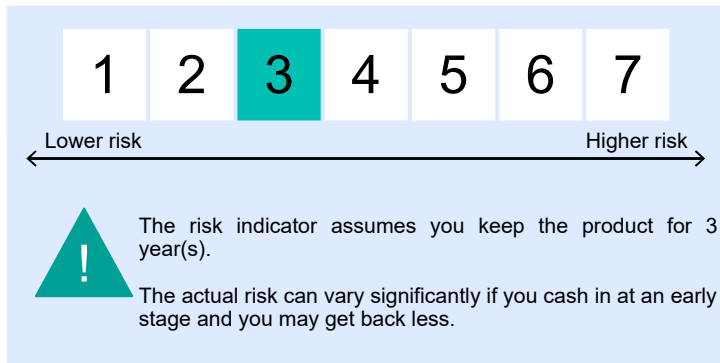 1 2 3 4 5 6 7
Lower risk Higher risk
!
The risk indicator assumes you keep the product for 3
year(s).
The actual risk can vary significantly if you cash in at an early
stage and you may get back less.